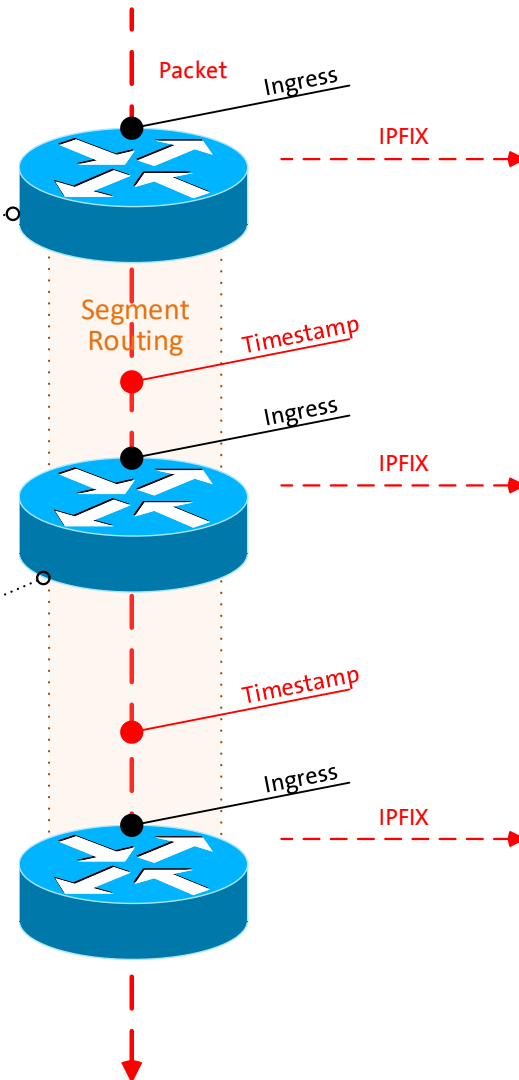 Packet
Ingress
IPFIX
Segment
Routing
Timestamp
Ingress
IPFIX
Timestamp
Ingress
IPFIX